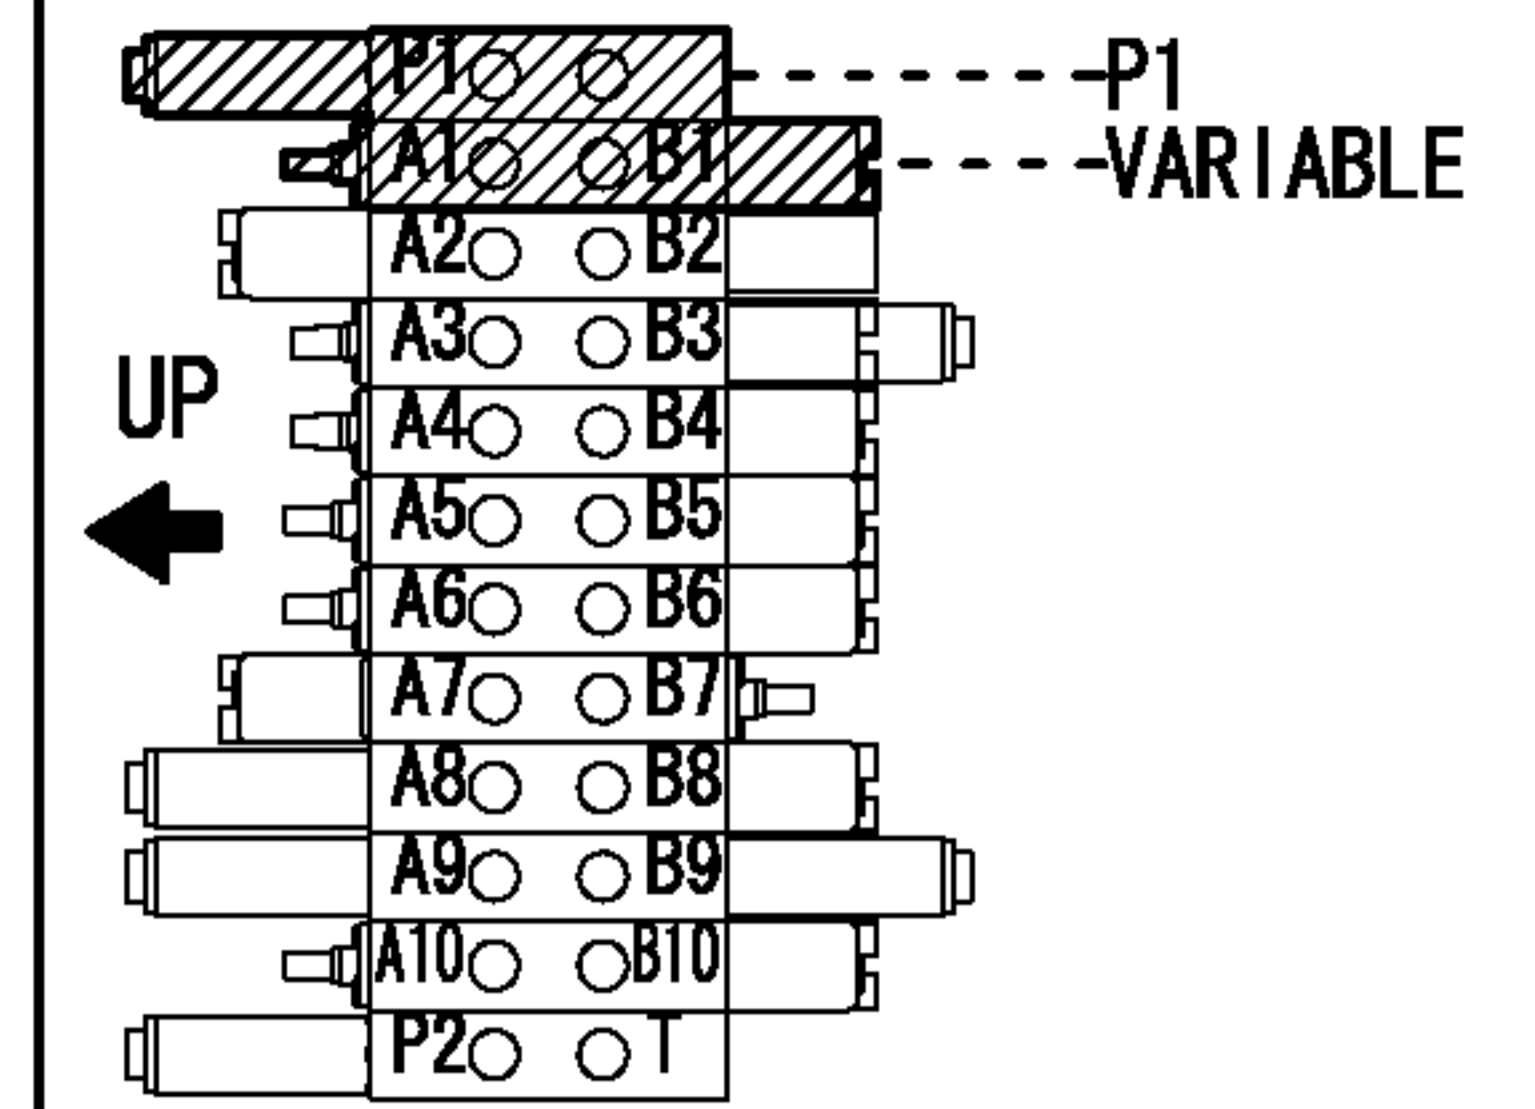 P1 P1
A1 B1 VARIABLE
A2 B2
A3 B3
UP
A4 B4
A5 B5
A6 B6
A7 B7
A8 B8
A9 B9
A10 B10
P2 T